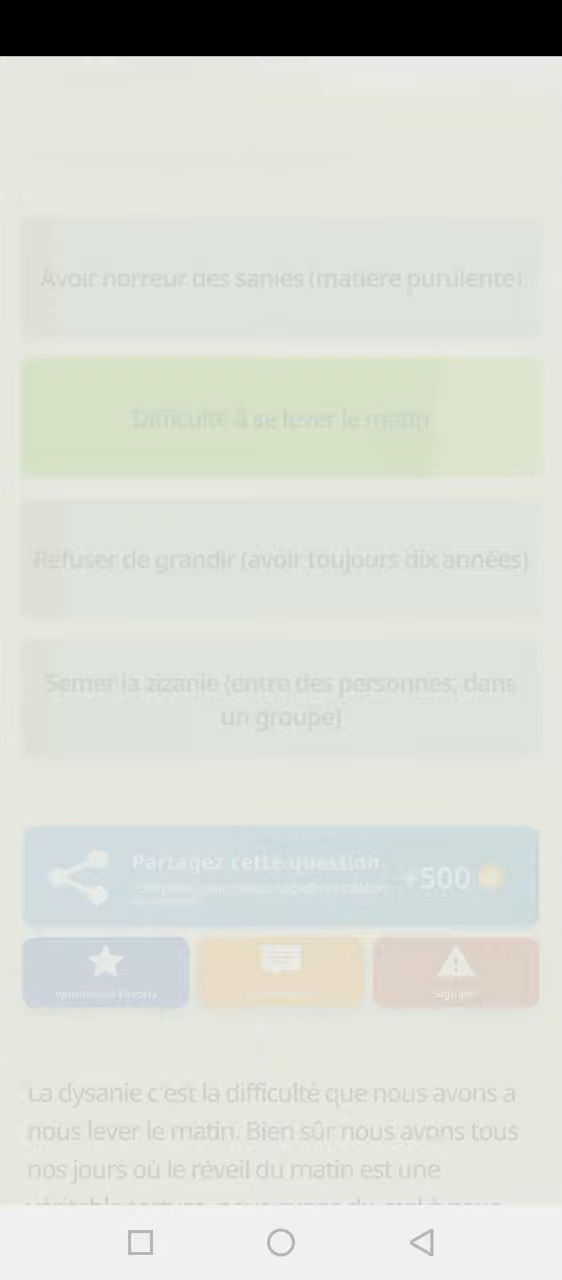 Avoir horreur des sanies (matière purulente)
Difficulté à se lever le matin
Refuser de grandir (avoir toujours dix années)
Semer la zizanie (entre des personnes, dans
un groupe)
Partagez cette question
+500
Signaler
La dysanie c'est la difficulté que nous avons a
nous lever le matin. Bien sûr nous avons tous
nos jours où le réveil du matin est une